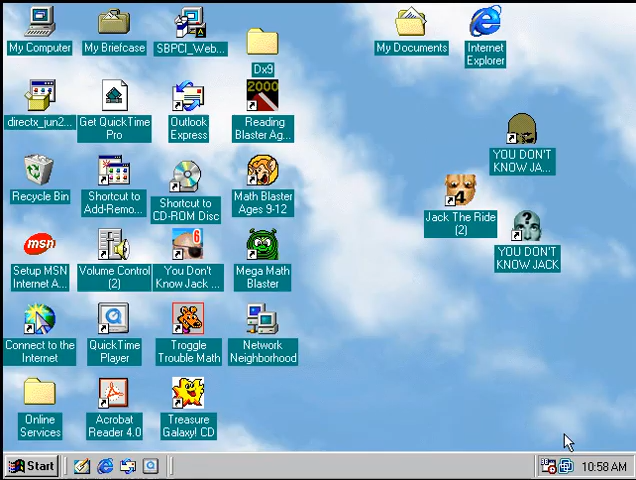 My Computer
My Briefcase
SBPCI_Web...
Dx9
My Documents
Internet
Explorer
directx_jun2...
Get QuickTime
Pro
Outlook
Express
2000
Reading
Blaster Ag...
YOU DON'T
KNOW JA...
Recycle Bin
Shortcut to
Add-Remo...
Shortcut to
CD-ROM Disc
Math Blaster
Ages 9-12
4
Jack The Ride
(2)
?
YOU DON'T
KNOW JACK
msn
Setup MSN
Internet A...
Volume Control
(2)
6
You Don't
Know Jack ...
Mega Math
Blaster
Connect to the
Internet
QuickTime
Player
Troggle
Trouble Math
Network
Neighborhood
Online
Services
Acrobat
Reader 4.0
Treasure
Galaxy! CD
Start
10:58 AM